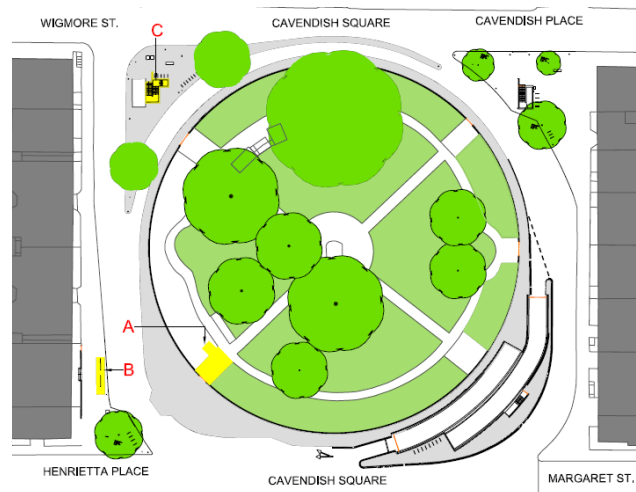 WIGMORE ST.
CAVENDISH SQUARE
CAVENDISH PLACE
C
A
B
HENRIETTA PLACE
CAVENDISH SQUARE
MARGARET ST.